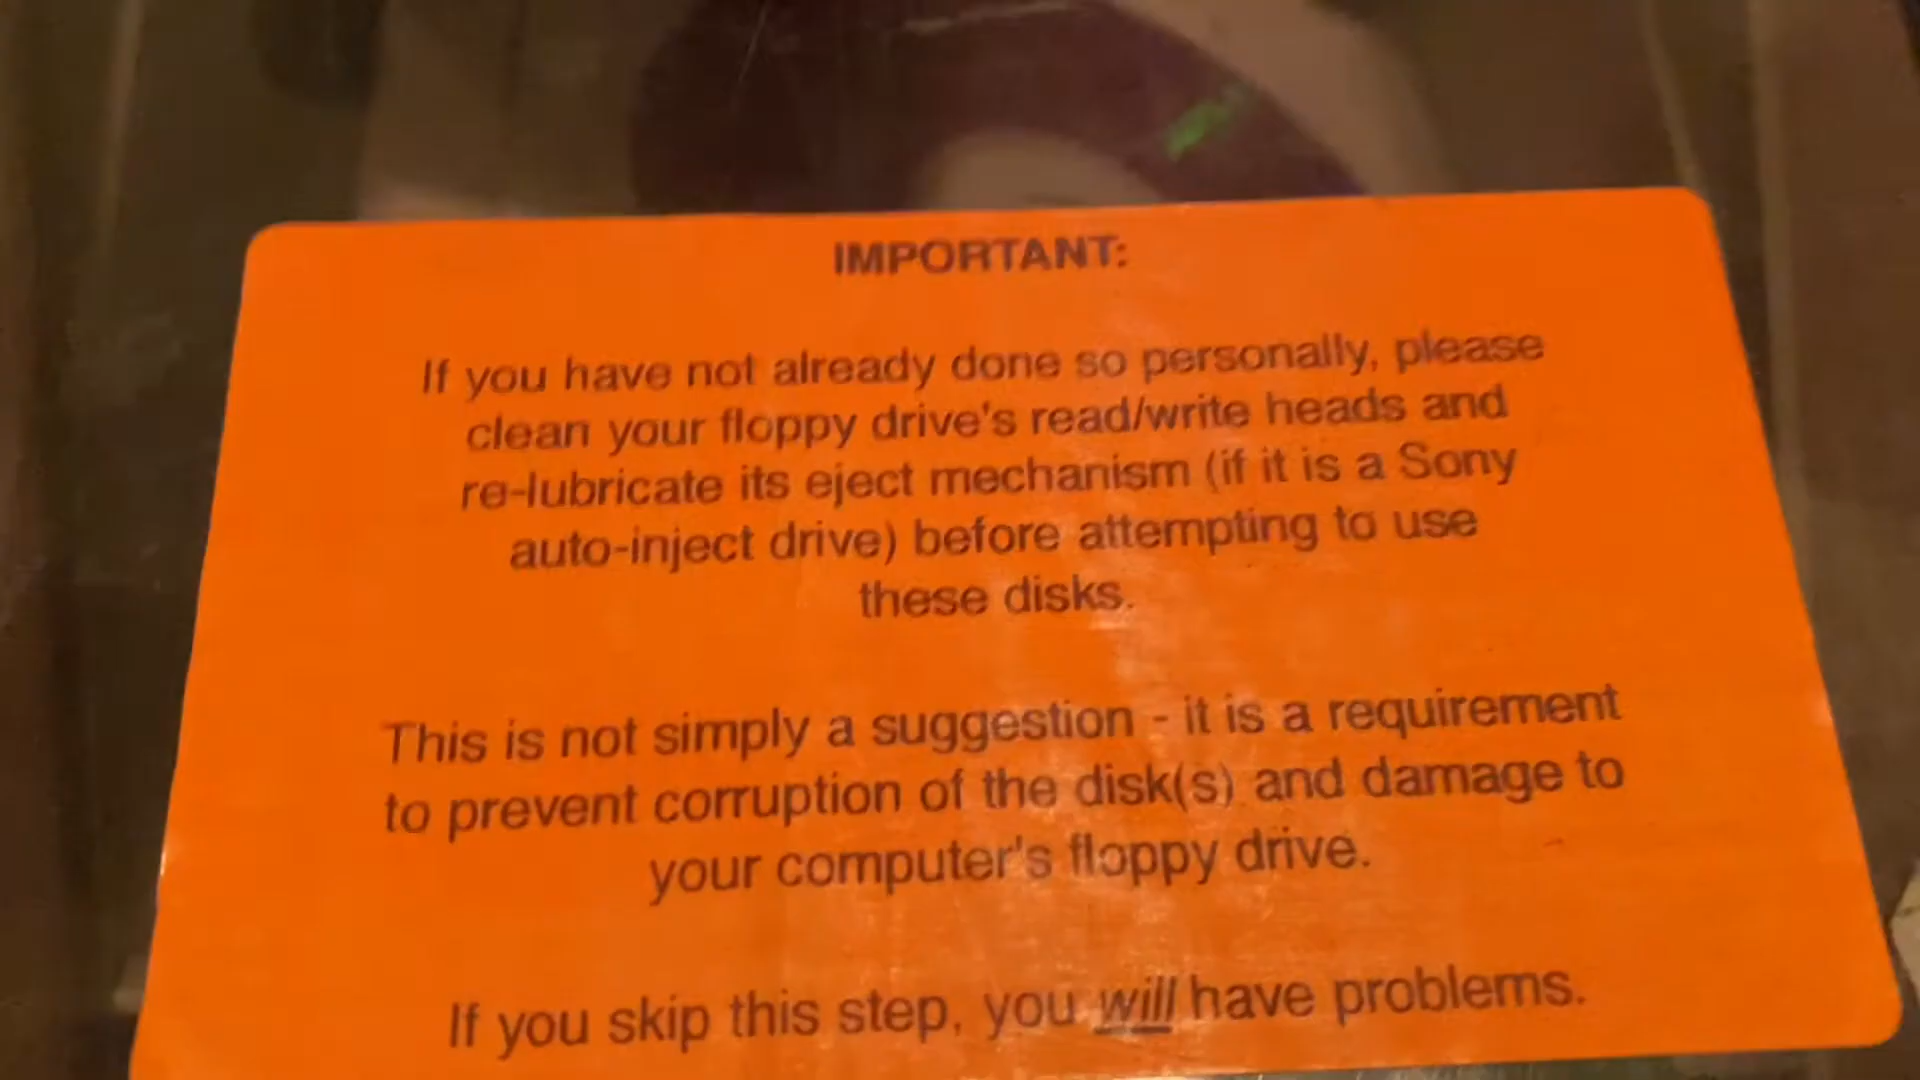 IMPORTANT:
If you have not already done so personally, please
clean your floppy drive's read/write heads and
re-lubricate its eject mechanism (if it is a Sony
auto-inject drive) before attempting to use
these disks.
This is not simply a suggestion - it is a requirement
to prevent corruption of the disk(s) and damage to
your computer's floppy drive.
If you skip this step, you will have problems.